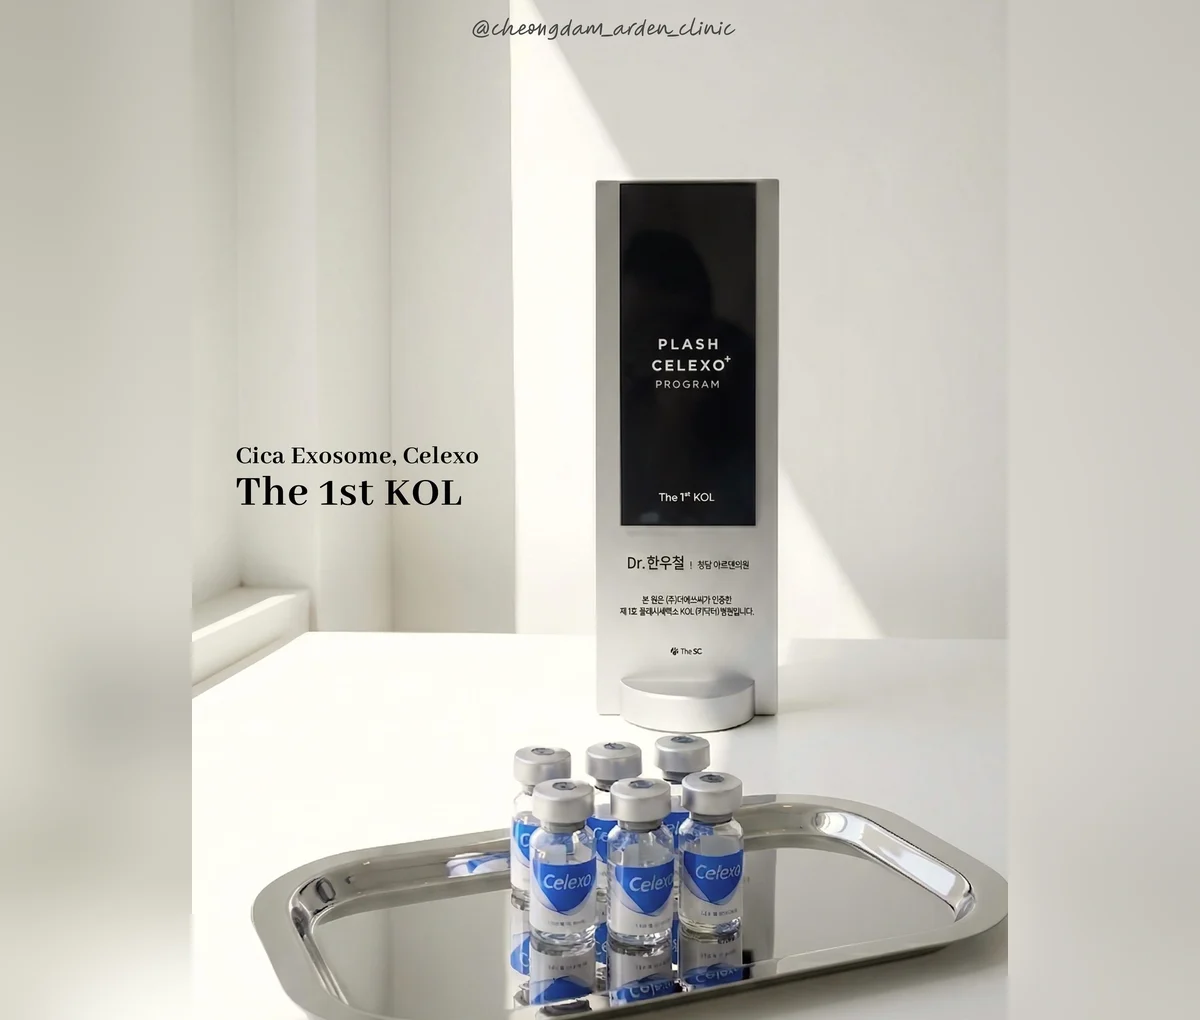 @cheongdam_arden_clinic
PLASH
CELEXO+
PROGRAM
Cica Exosome, Celexo
The 1st KOL
The 1st KOL
Dr.한우철 | 청담 아르덴의원
본 원은 (주)더에쓰씨가 인증한
제 1호 플래시세렉소 KOL (키닥터) 병원입니다.
The SC
Celexo
Celexo
Celexo